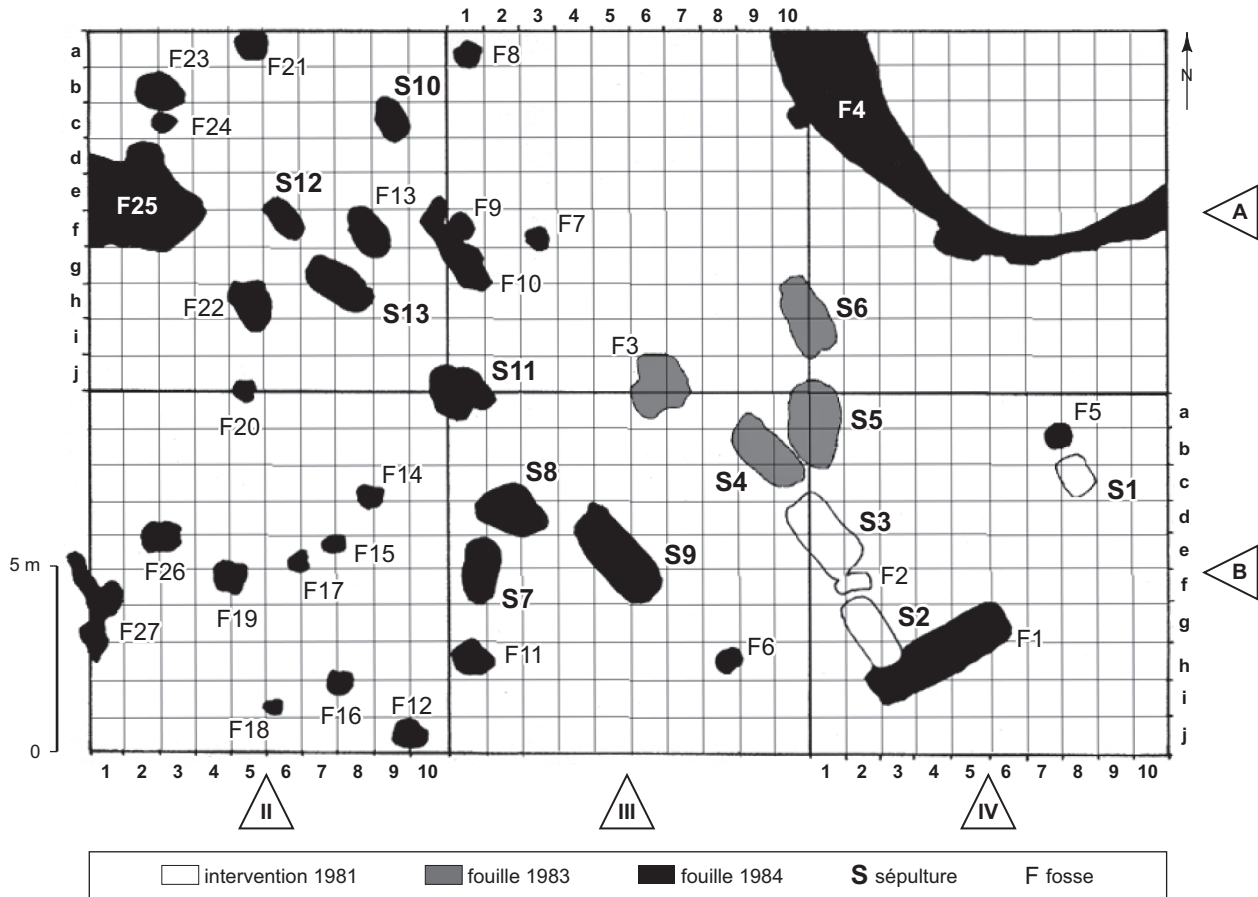 1 2 3 4 5 6 7 8 9 10
a
b
c
d
e
f
g
h
i
j
F23
F21
F8
S10
F24
F4
N
F25
S12
F13
F9
F7
A
F22
S13
F10
S6
F3
S11
F20
S5
F5
a
b
c
d
e
f
g
h
i
j
S4
S1
F14
S8
S3
F26
F15
F17
F19
S9
F2
B
5 m
F27
S7
S2
F1
F11
F6
F18
F16
F12
0
1 2 3 4 5 6 7 8 9 10
1 2 3 4 5 6 7 8 9 10
II
III
IV
intervention 1981 fouille 1983 fouille 1984 S sépulture F fosse